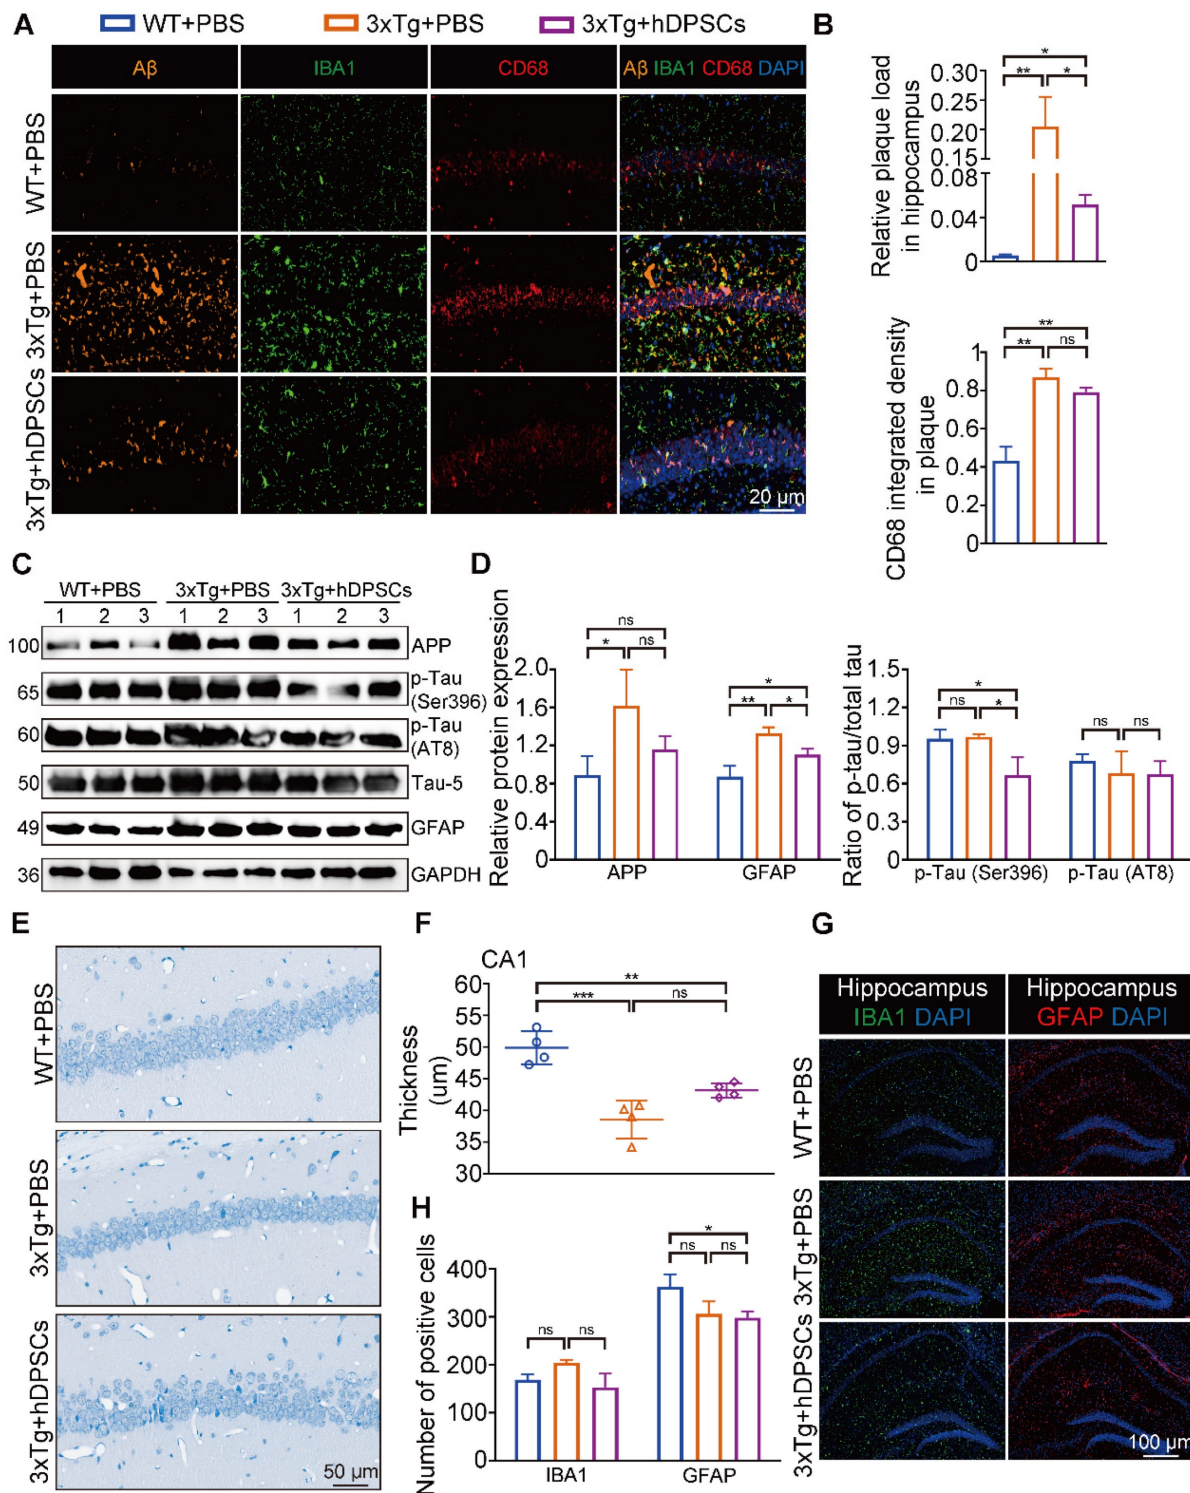 A
WT+PBS
3xTg+PBS
3xTg+hDPSCs
Aβ
IBA1
CD68
Aβ IBA1 CD68 DAPI
WT+PBS
3xTg+PBS
3xTg+hDPSCs
20 µm
B
Relative plaque load
in hippocampus
0.30
0.25
0.20
0.15
0.08
0.04
0
*
**
*
CD68 integrated density
in plaque
1
0.8
0.6
0.4
0.2
0
**
**
ns
C
WT+PBS
3xTg+PBS
3xTg+hDPSCs
1 2 3 1 2 3 1 2 3
100
APP
65
p-Tau
(Ser396)
60
p-Tau
(AT8)
50
Tau-5
49
GFAP
36
GAPDH
D
Relative protein expression
2.0
1.6
1.2
0.8
0.4
0
ns
*
ns
*
**
*
APP
GFAP
Ratio of p-tau/total tau
1.5
1.2
0.9
0.6
0.3
0
*
ns
*
ns
ns
p-Tau (Ser396)
p-Tau (AT8)
E
WT+PBS
3xTg+PBS
3xTg+hDPSCs
50 µm
F
CA1
Thickness
(um)
60
55
50
45
40
35
30
**
***
ns
G
Hippocampus
IBA1 DAPI
Hippocampus
GFAP DAPI
WT+PBS
3xTg+PBS
3xTg+hDPSCs
100 µm
H
Number of positive cells
400
300
200
100
0
ns
ns
*
ns
ns
IBA1
GFAP